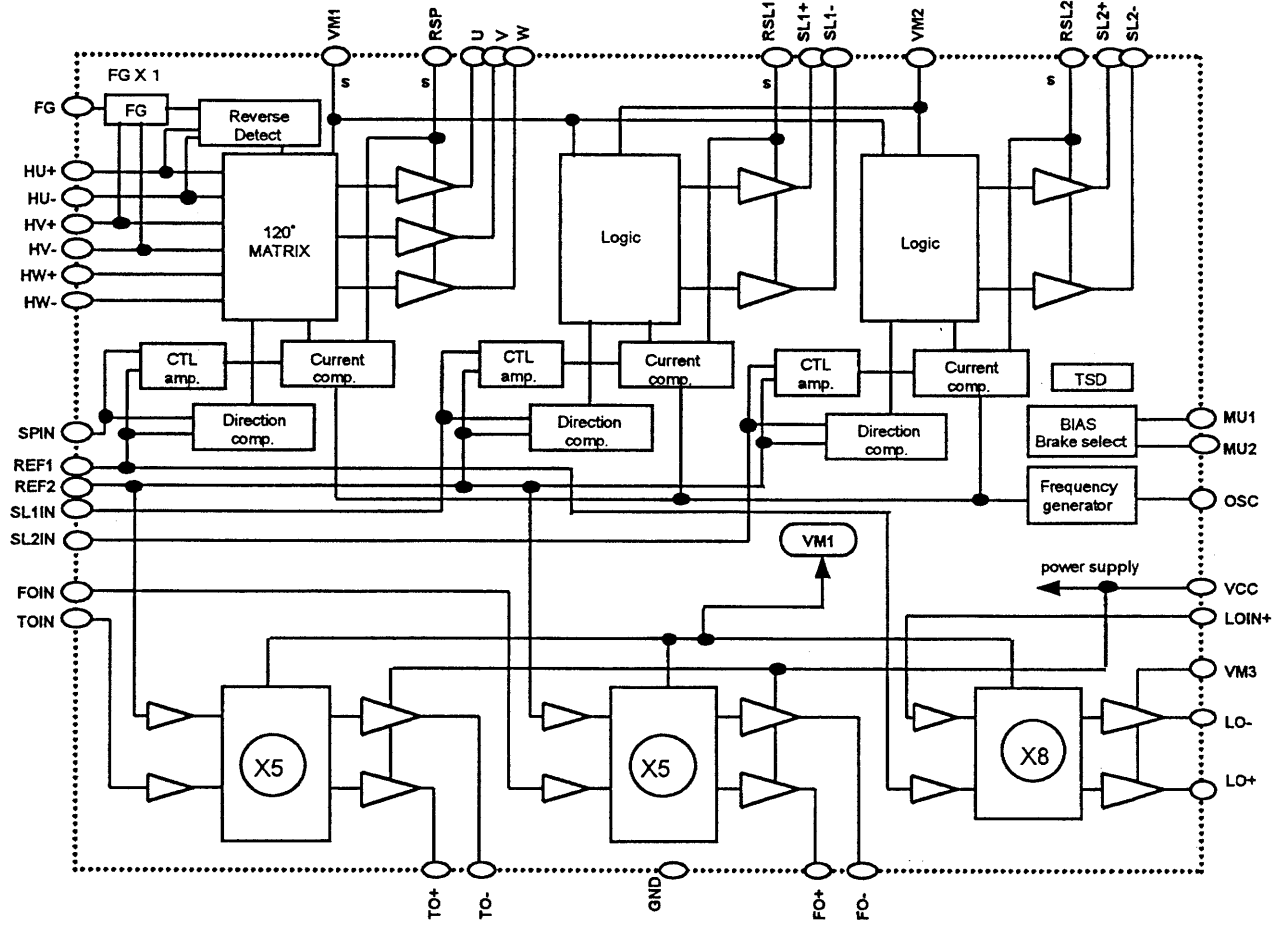 VM1
RSP
U
V
W
RSL1
SL1+
SL1-
VM2
RSL2
SL2+
SL2-
FG X 1
s
s
s
s
FG
FG
Reverse
Detect
HU+
HU-
HV+
HV-
HW+
HW-
120°
MATRIX
Logic
Logic
CTL
amp.
Current
comp.
CTL
amp.
Current
comp.
CTL
amp.
Current
comp.
TSD
Direction
comp.
Direction
comp.
Direction
comp.
BIAS
Brake select
MU1
MU2
SPIN
REF1
REF2
SL1IN
SL2IN
Frequency
generator
OSC
VM1
FOIN
TOIN
power supply
VCC
LOIN+
VM3
LO-
LO+
X5
X5
X8
TO+
TO-
GND
FO+
FO-